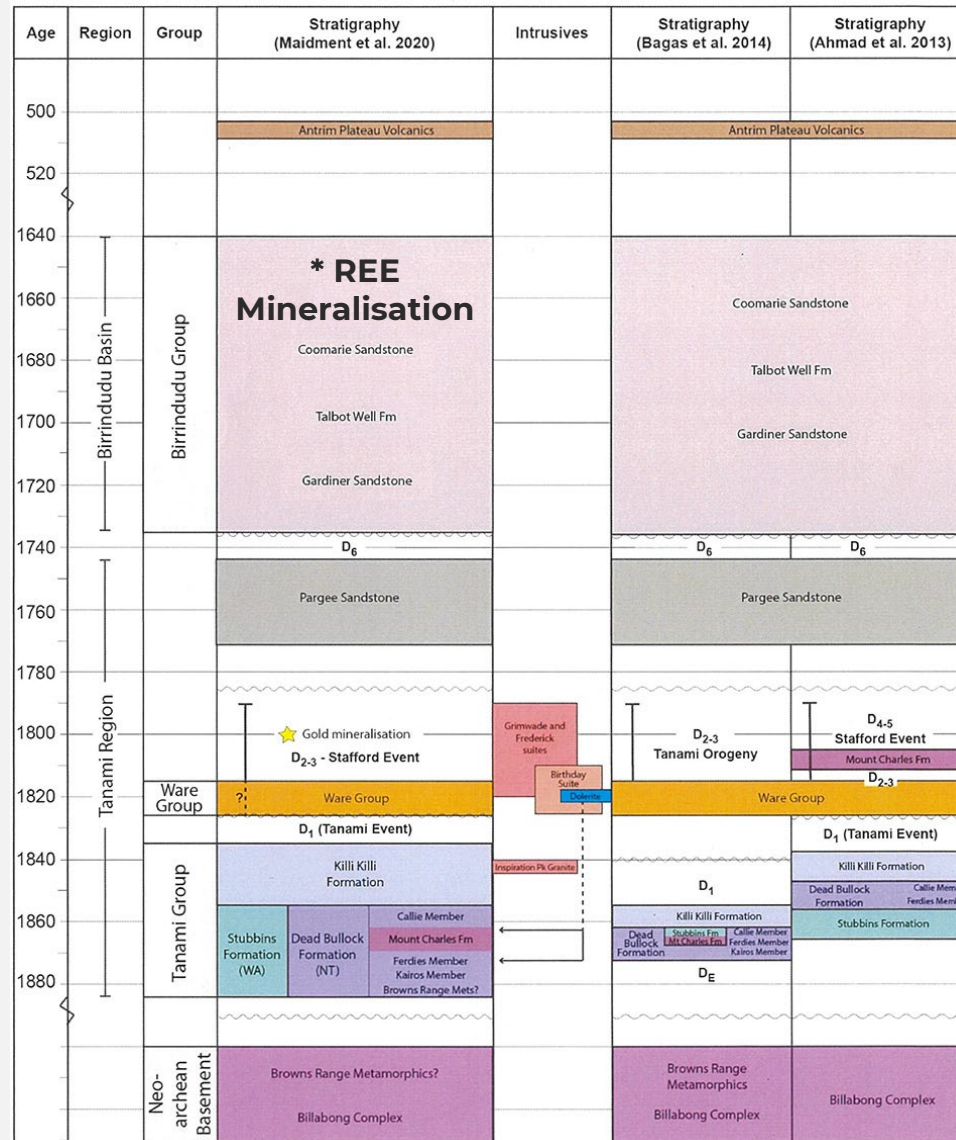 Age
Region
Group
Stratigraphy
(Maidment et al. 2020)
Intrusives
Stratigraphy
(Bagas et al. 2014)
Stratigraphy
(Ahmad et al. 2013)
500
520
1640
1660
1680
1700
1720
1740
1760
1780
1800
1820
1840
1860
1880
Birrindudu Basin
Tanami Region
Birrindudu Group
Ware
Group
Tanami Group
Neo-
archean
Basement
Antrim Plateau Volcanics
* REE
Mineralisation
Coomarie Sandstone
Talbot Well Fm
Gardiner Sandstone
D6
Pargee Sandstone
Gold mineralisation
D2-3 - Stafford Event
?
Ware Group
D1 (Tanami Event)
Killi Killi
Formation
Stubbins
Formation
(WA)
Dead Bullock
Formation
(NT)
Callie Member
Mount Charles Fm
Ferdies Member
Kairos Member
Browns Range Mets?
Browns Range Metamorphics?
Billabong Complex
Grimwade and
Frederick
suites
Birthday
Suite
Dolerite
Inspiration Pk Granite
Antrim Plateau Volcanics
Coomarie Sandstone
Talbot Well Fm
Gardiner Sandstone
D6
D6
Pargee Sandstone
D2-3
Tanami Orogeny
Ware Group
D1
Killi Killi Formation
Dead
Bullock
Formation
Stubbins Fm
Mt Charles Fm
Callie Member
Ferdies Member
Kairos Member
DE
Browns Range
Metamorphics
Billabong Complex
D4-5
Stafford Event
Mount Charles Fm
D2-3
D1 (Tanami Event)
Killi Killi Formation
Dead Bullock
Formation
Callie Mem
Ferdies Mem
Stubbins Formation
Billabong Complex